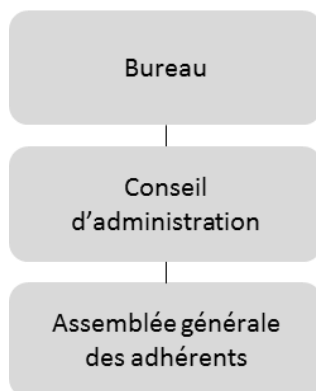 Bureau
Conseil
d’administration
Assemblée générale
des adhérents